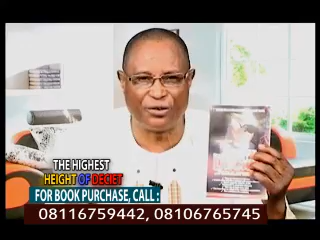 THE HIGHEST
HEIGHT OF DECIET
FOR BOOK PURCHASE, CALL :
08116759442, 08106765745